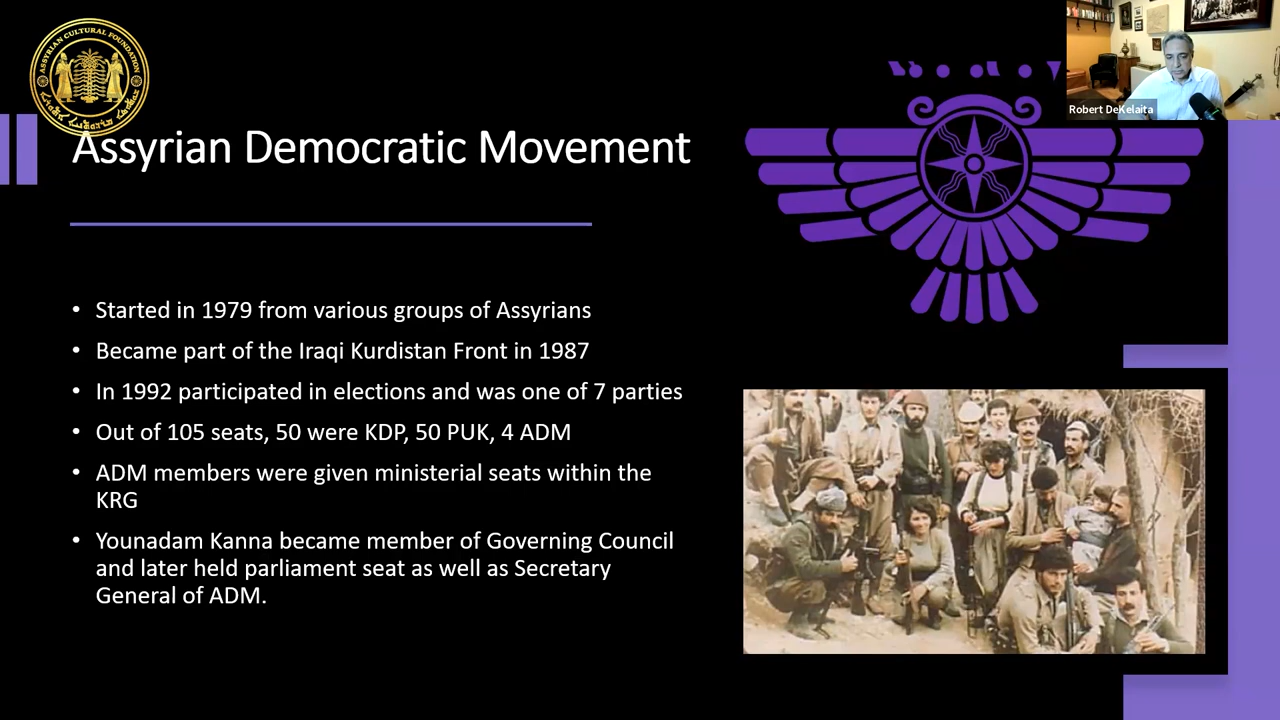 ASSYRIAN CULTURAL FOUNDATION
Robert DeKelaita
Assyrian Democratic Movement
• Started in 1979 from various groups of Assyrians
• Became part of the Iraqi Kurdistan Front in 1987
• In 1992 participated in elections and was one of 7 parties
• Out of 105 seats, 50 were KDP, 50 PUK, 4 ADM
• ADM members were given ministerial seats within the
KRG
• Younadam Kanna became member of Governing Council
and later held parliament seat as well as Secretary
General of ADM.